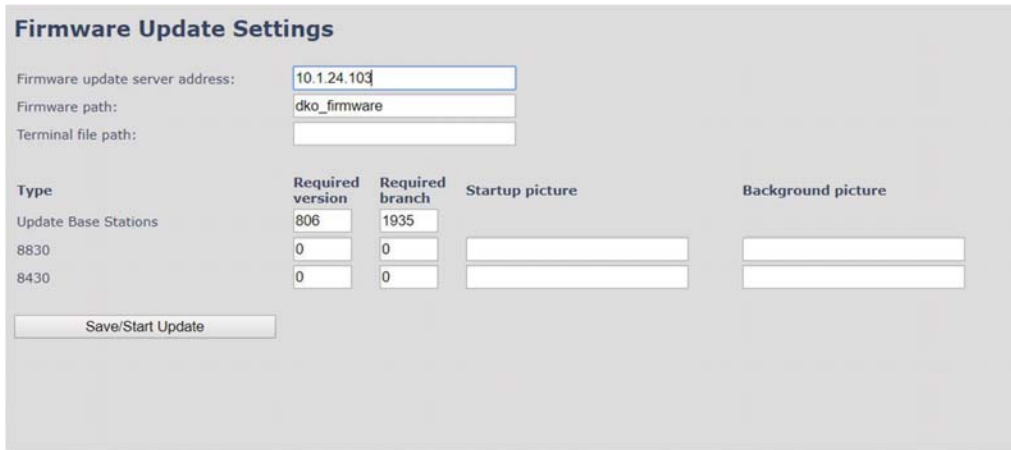 Firmware Update Settings
Firmware update server address: 10.1.24.103
Firmware path: dko_firmware
Terminal file path:
Type Required version Required branch Startup picture Background picture
Update Base Stations 806 1935
8830 0 0
8430 0 0
Save/Start Update